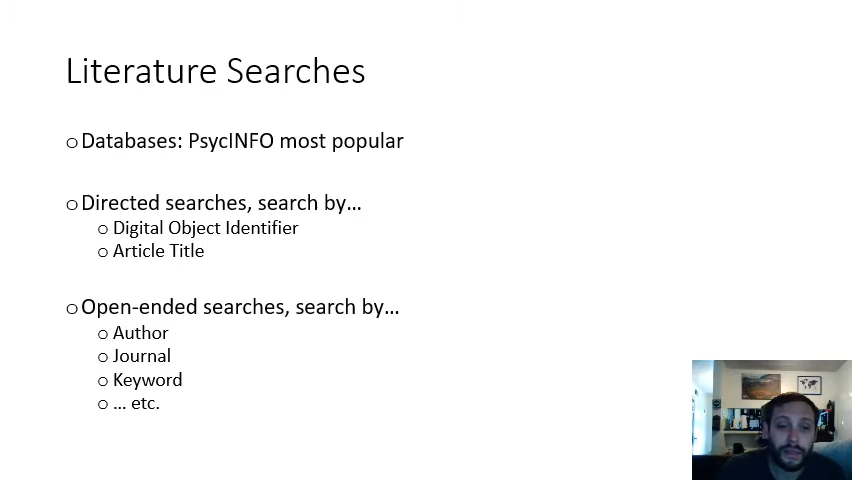 Literature Searches
o Databases: PsycINFO most popular
o Directed searches, search by…
o Digital Object Identifier
o Article Title
o Open-ended searches, search by…
o Author
o Journal
o Keyword
o … etc.